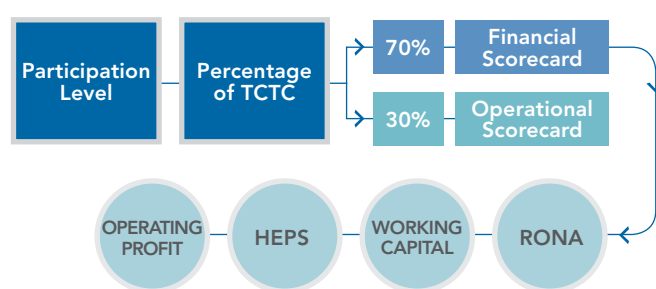 Participation
Level
Percentage
of TCTC
70%
Financial
Scorecard
30%
Operational
Scorecard
OPERATING
PROFIT
HEPS
WORKING
CAPITAL
RONA